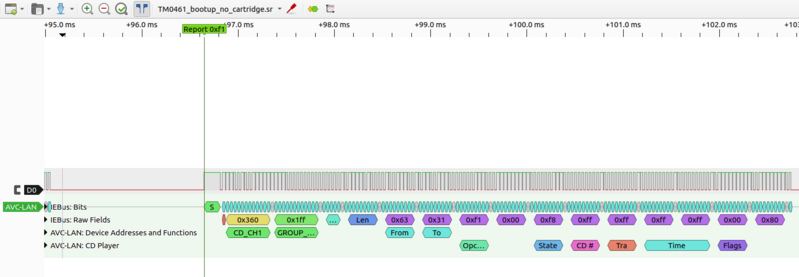 TM0461_bootup_no_cartridge.sr
+95.0 ms +96.0 ms +97.0 ms +98.0 ms +99.0 ms +100.0 ms +101.0 ms +102.0 ms +103
Report 0xf1
D0
AVC-LAN IEBus: Bits S
IEBus: Raw Fields 0x360 0x1ff ... Len 0x63 0x31 0xf1 0x00 0xf8 0xff 0xff 0xff 0xff 0x00 0x80
AVC-LAN: Device Addresses and Functions CD_CH1 GROUP_... From To
AVC-LAN: CD Player Opc... State CD # Tra Time Flags